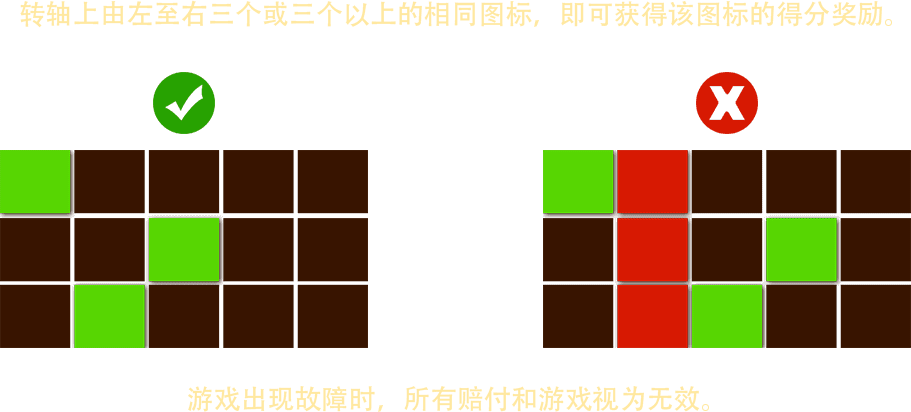 转轴上由左至右三个或三个以上的相同图标，即可获得该图标的得分奖励。
游戏出现故障时，所有赔付和游戏视为无效。